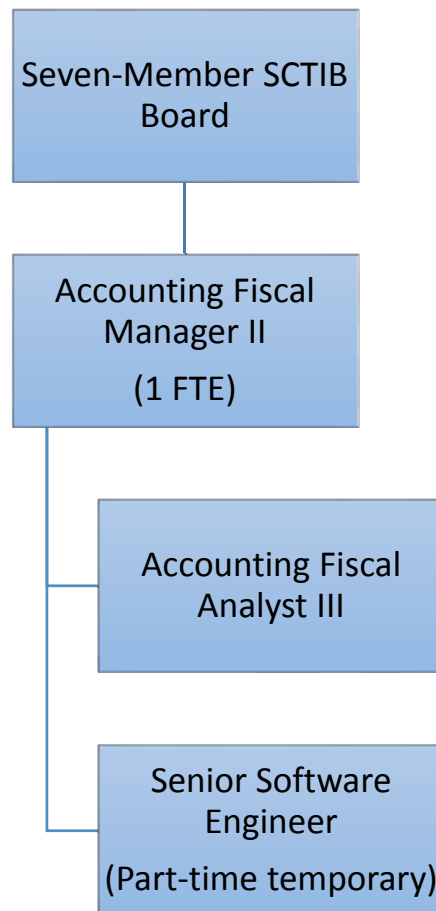 Seven-Member SCTIB
Board
Accounting Fiscal
Manager II
(1 FTE)
Accounting Fiscal
Analyst III
Senior Software
Engineer
(Part-time temporary)